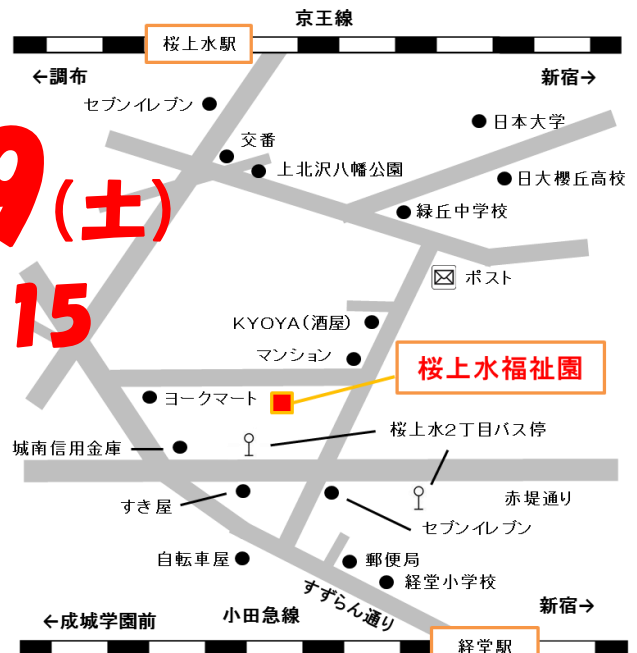 京王線
桜上水駅
←調布
新宿→
セブンイレブン
日本大学
交番
上北沢八幡公園
日大櫻丘高校
9(土)
緑丘中学校
ポスト
15
KYOYA(酒屋)
マンション
桜上水福祉園
ヨークマート
桜上水2丁目バス停
城南信用金庫
すき屋
赤堤通り
セブンイレブン
自転車屋
郵便局
経堂小学校
すずらん通り
←成城学園前
小田急線
新宿→
経堂駅